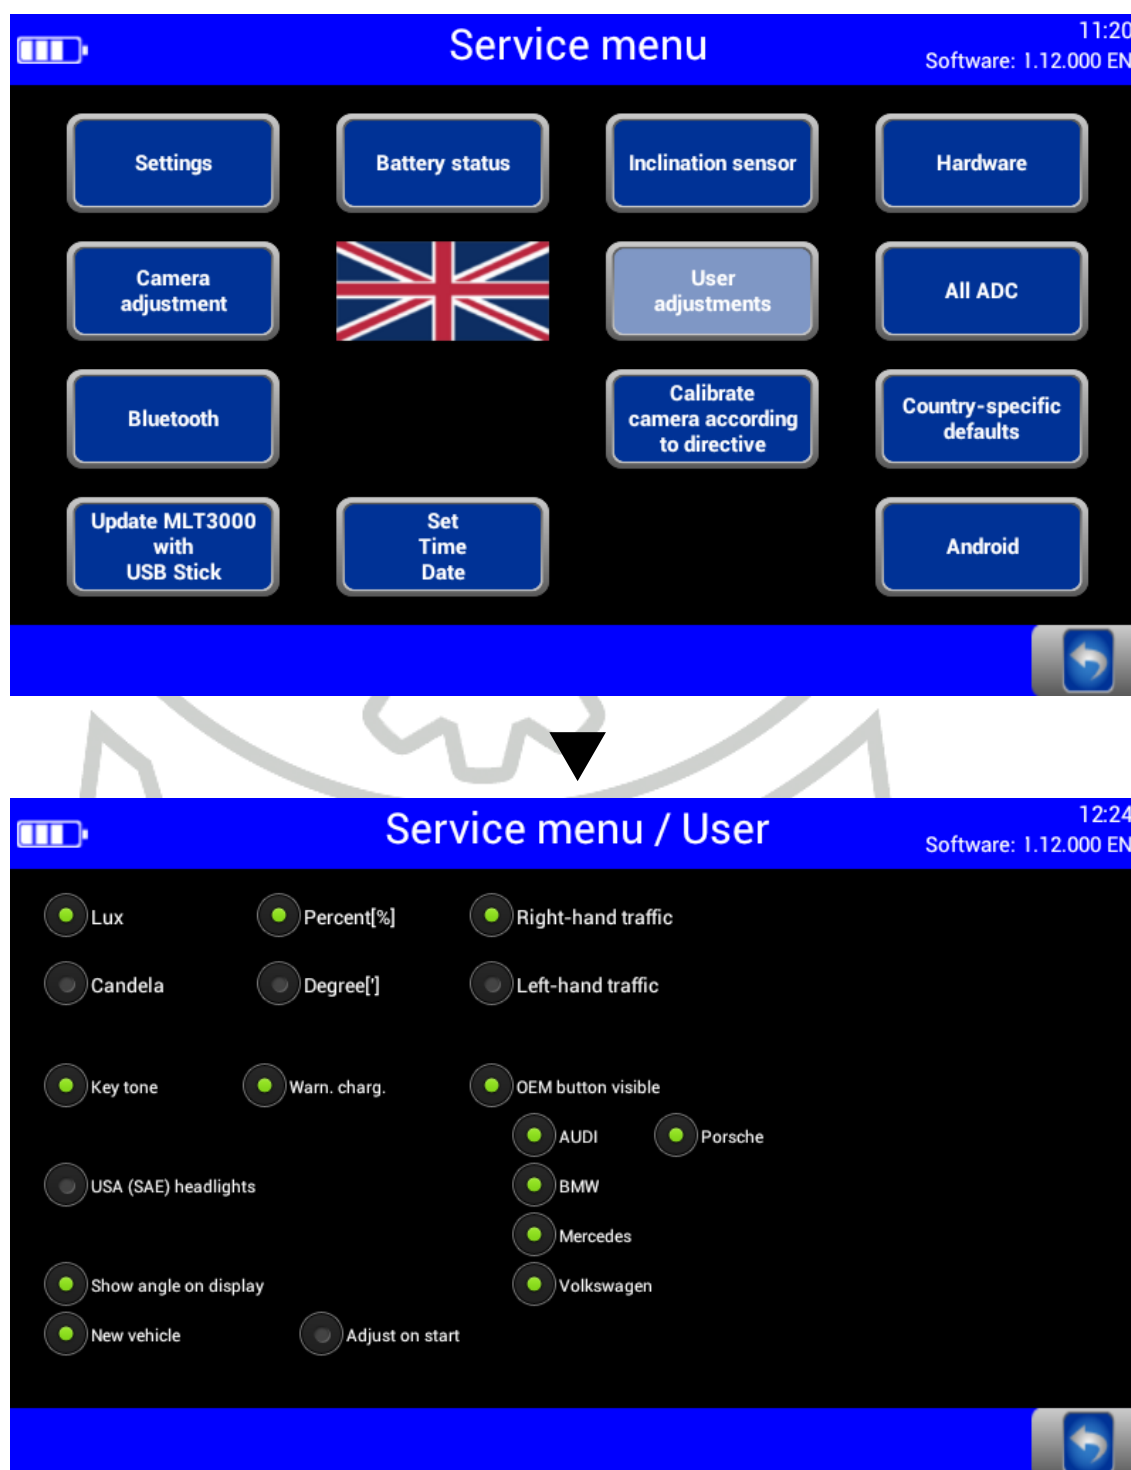 Service menu
11:20
Software: 1.12.000 EN
Settings
Battery status
Inclination sensor
Hardware
Camera
adjustment
User
adjustments
All ADC
Bluetooth
Calibrate
camera according
to directive
Country-specific
defaults
Update MLT3000
with
USB Stick
Set
Time
Date
Android
Service menu / User
12:24
Software: 1.12.000 EN
Lux
Percent[%]
Right-hand traffic
Candela
Degree[']
Left-hand traffic
Key tone
Warn. charg.
OEM button visible
AUDI
Porsche
USA (SAE) headlights
BMW
Mercedes
Show angle on display
Volkswagen
New vehicle
Adjust on start